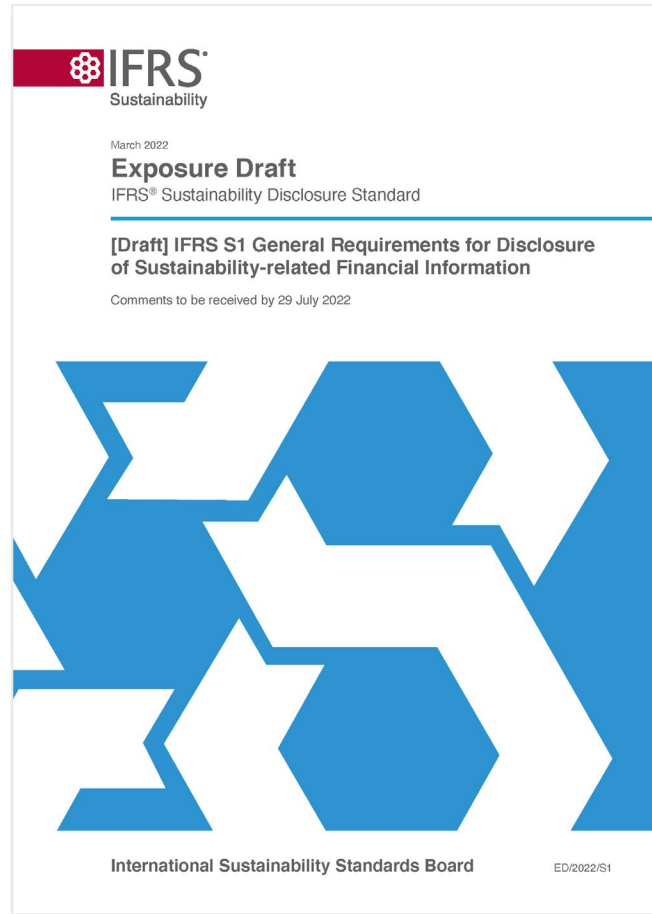 IFRS®
Sustainability
March 2022
Exposure Draft
IFRS® Sustainability Disclosure Standard
[Draft] IFRS S1 General Requirements for Disclosure
of Sustainability-related Financial Information
Comments to be received by 29 July 2022
International Sustainability Standards Board
ED/2022/S1